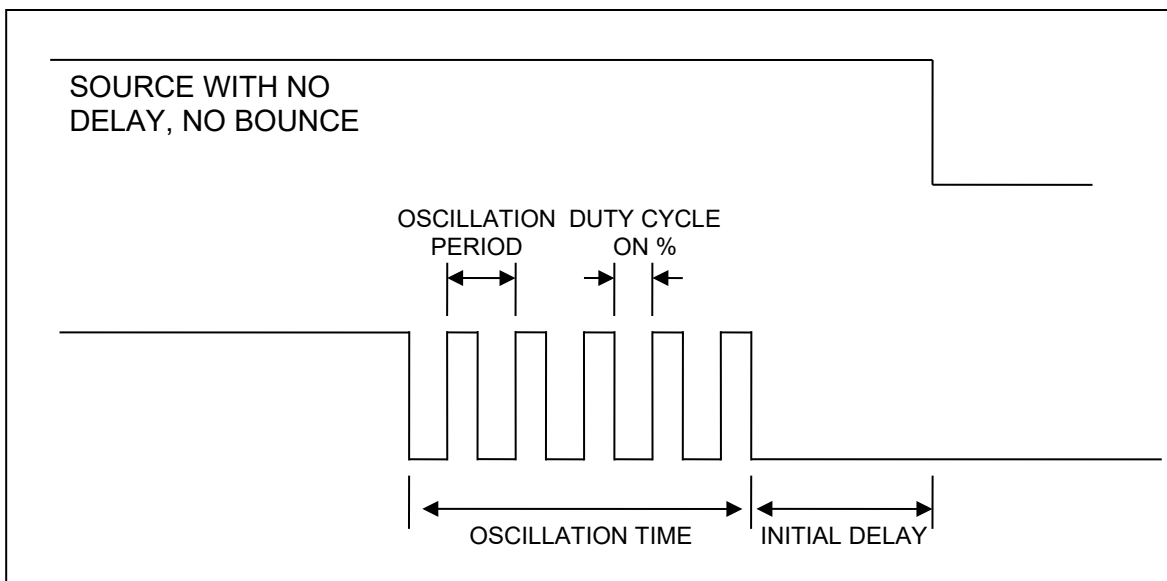 SOURCE WITH NO
DELAY, NO BOUNCE
OSCILLATION
PERIOD
DUTY CYCLE
ON %
OSCILLATION TIME
INITIAL DELAY